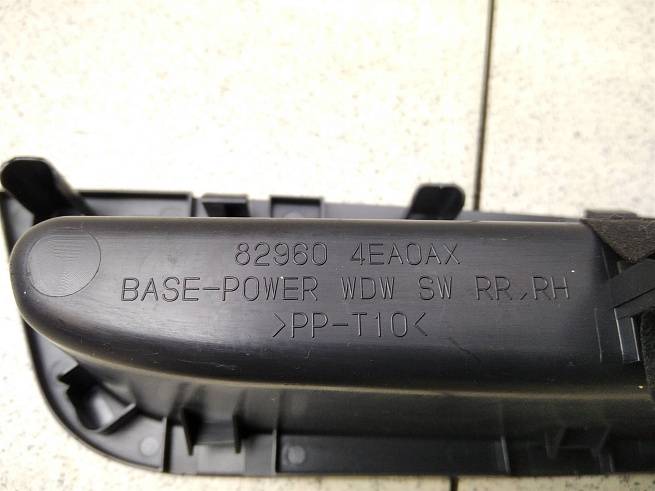 82960 4EA0AX
BASE-POWER WDW SW RR,RH
>PP-T10<